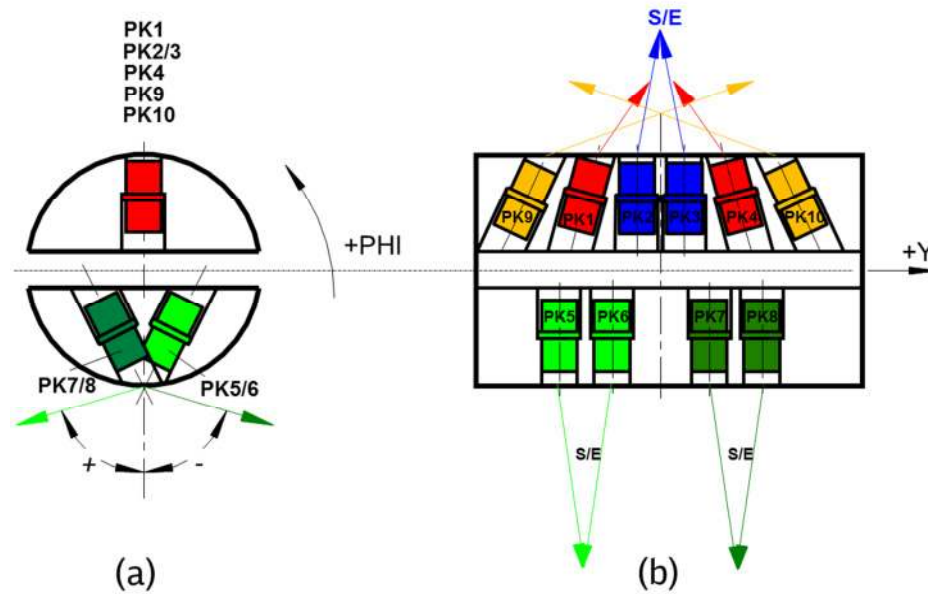 PK1
PK2/3
PK4
PK9
PK10
+PHI
PK7/8
PK5/6
+
-
(a)
S/E
PK9
PK1
PK2
PK3
PK4
PK10
+Y
PK5
PK6
PK7
PK8
S/E
S/E
(b)